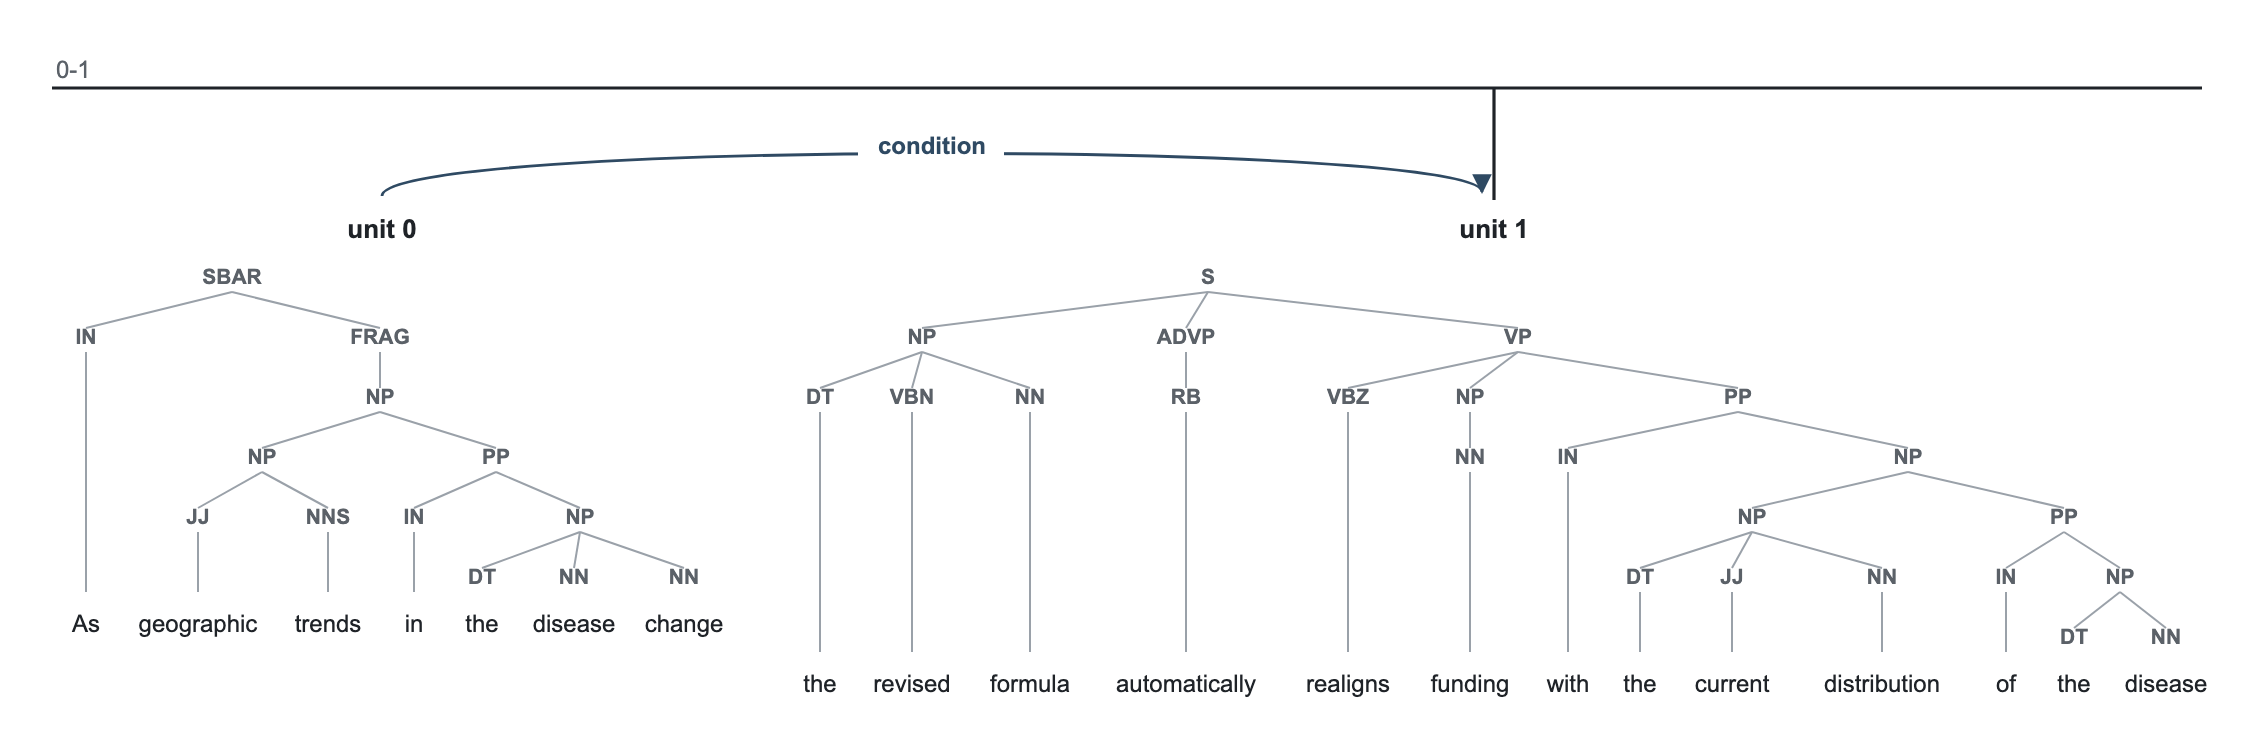 0-1
condition
unit 0 unit 1
SBAR S
IN FRAG NP ADVP VP
NP DT VBN NN RB VBZ NP PP
NP PP NN IN NP
JJ NNS IN NP NP PP
DT NN NN DT JJ NN IN NP
As geographic trends in the disease change
DT NN
the revised formula automatically realigns funding with the current distribution of the disease